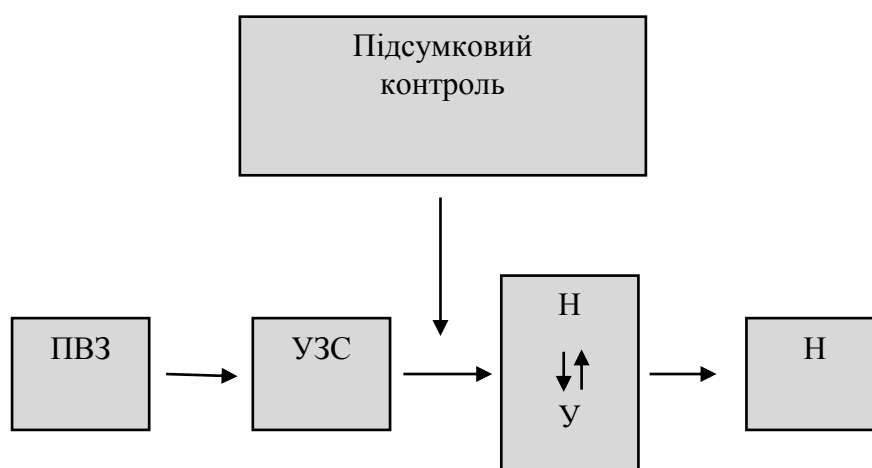 Підсумковий
контроль
ПВЗ
УЗС
Н
У
Н